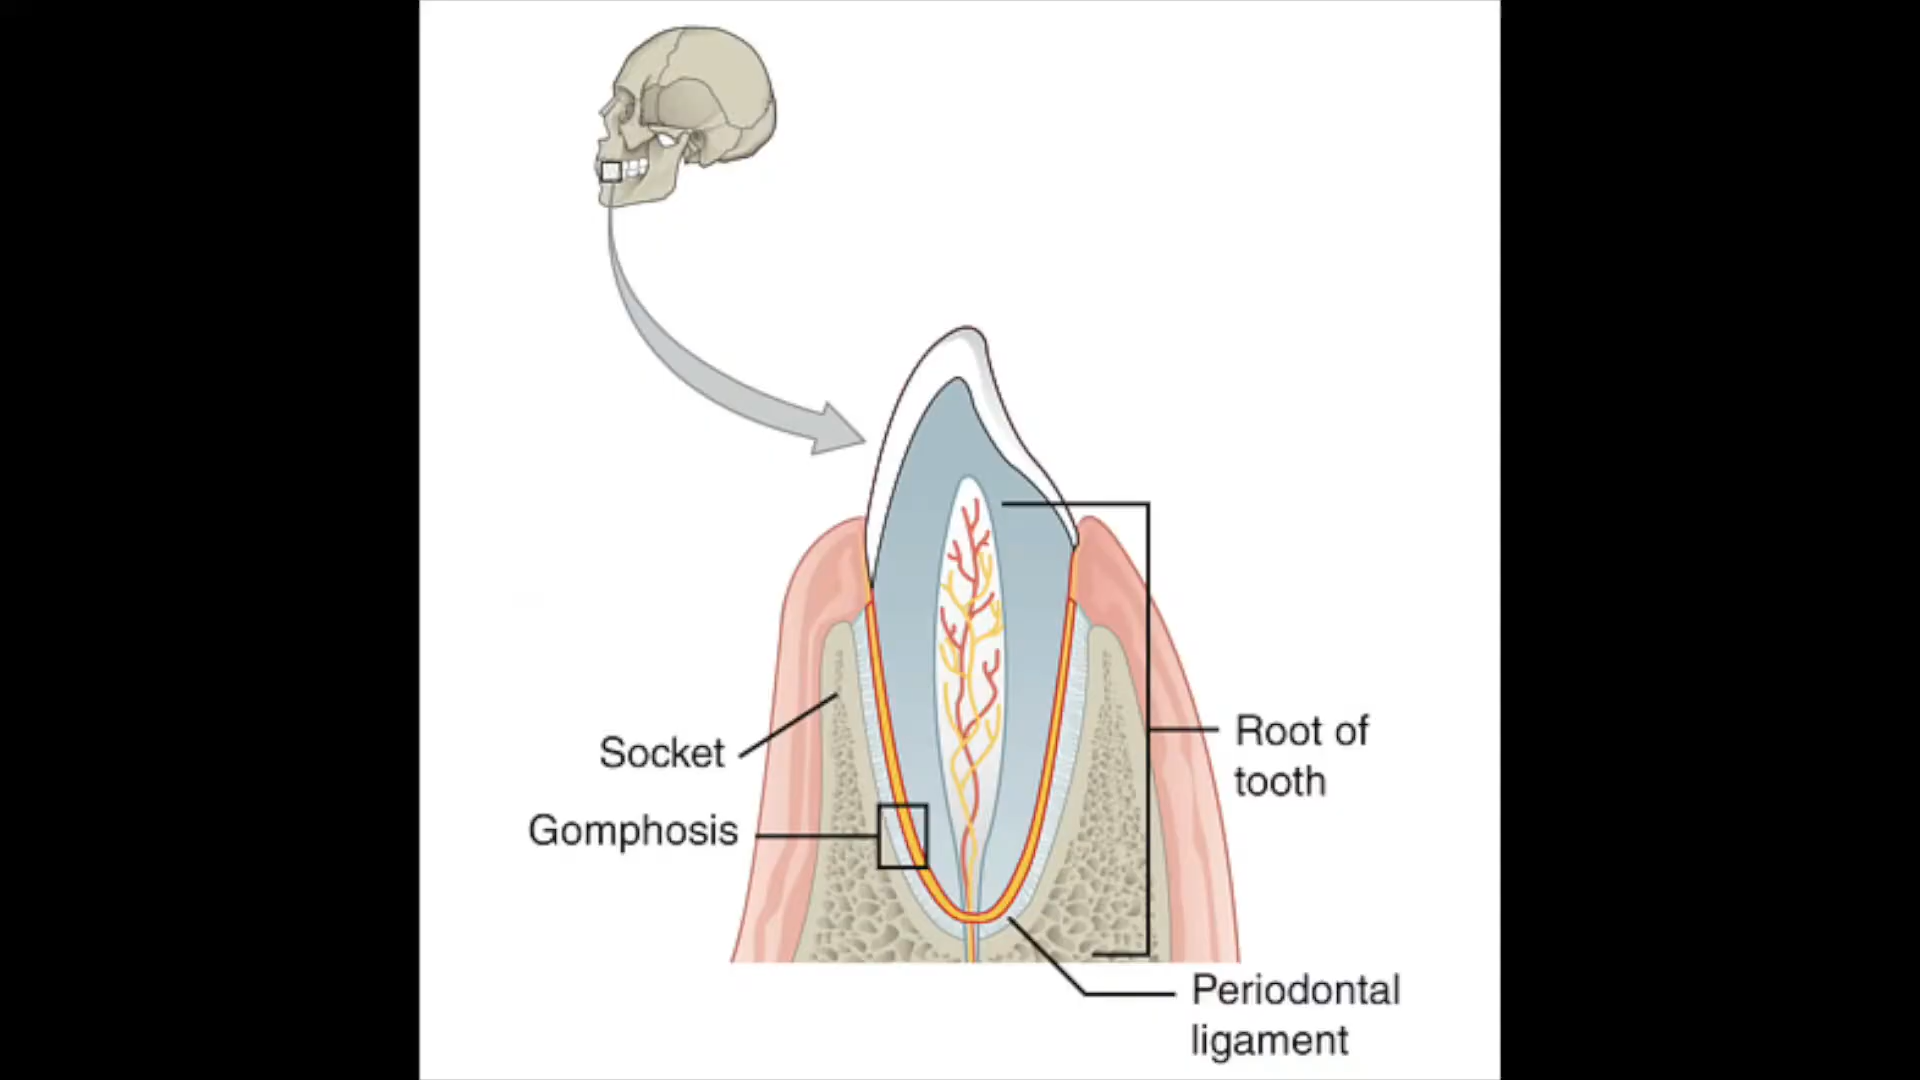 Socket
Gomphosis
Root of
tooth
Periodontal
ligament